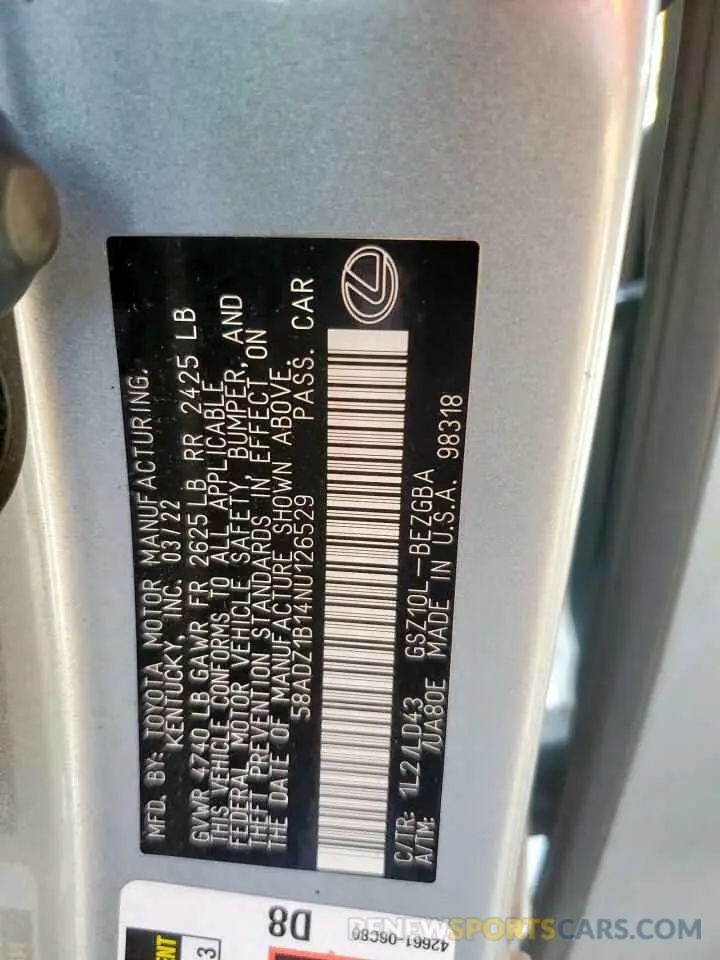 MFD. BY: TOYOTA MOTOR MANUFACTURING,
KENTUCKY, INC. 03/22
GVWR 4740 LB GAWR FR 2625 LB RR 2425 LB
THIS VEHICLE CONFORMS TO ALL APPLICABLE
FEDERAL MOTOR VEHICLE SAFETY, BUMPER, AND
THEFT PREVENTION STANDARDS IN EFFECT ON
THE DATE OF MANUFACTURE SHOWN ABOVE.
58ADZ1B14NU126529 PASS. CAR
C/TR: 1L2/LD43 GSZ10L-BEZGBA
A/TM: /UA80E MADE IN U.S.A. 98318
D8
42661-06C80
3
RENEWSPORTSCARS.COM